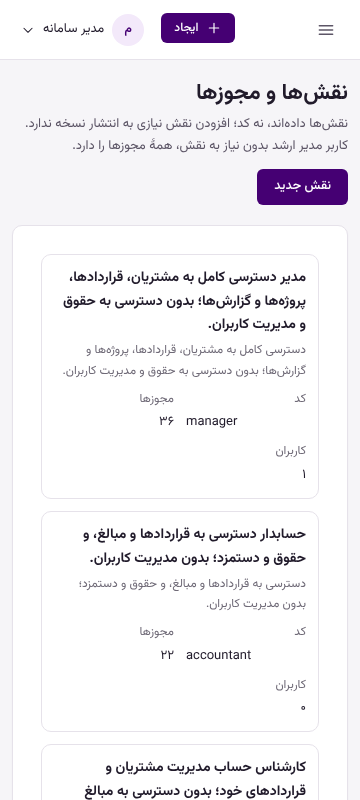 ایجاد
م
مدیر سامانه
نقش‌ها و مجوزها
نقش‌ها داده‌اند، نه کد؛ افزودن نقش نیازی به انتشار نسخه ندارد.
کاربر مدیر ارشد بدون نیاز به نقش، همهٔ مجوزها را دارد.
نقش جدید
مدیر دسترسی کامل به مشتریان، قراردادها،
پروژه‌ها و گزارش‌ها؛ بدون دسترسی به حقوق
و مدیریت کاربران.
دسترسی کامل به مشتریان، قراردادها، پروژه‌ها و
گزارش‌ها؛ بدون دسترسی به حقوق و مدیریت کاربران.
کد مجوزها
manager ۳۶
کاربران
۱
حسابدار دسترسی به قراردادها و مبالغ، و
حقوق و دستمزد؛ بدون مدیریت کاربران.
دسترسی به قراردادها و مبالغ، و حقوق و دستمزد؛
بدون مدیریت کاربران.
کد مجوزها
accountant ۲۲
کاربران
۰
کارشناس حساب مدیریت مشتریان و
قراردادهای خود؛ بدون دسترسی به مبالغ